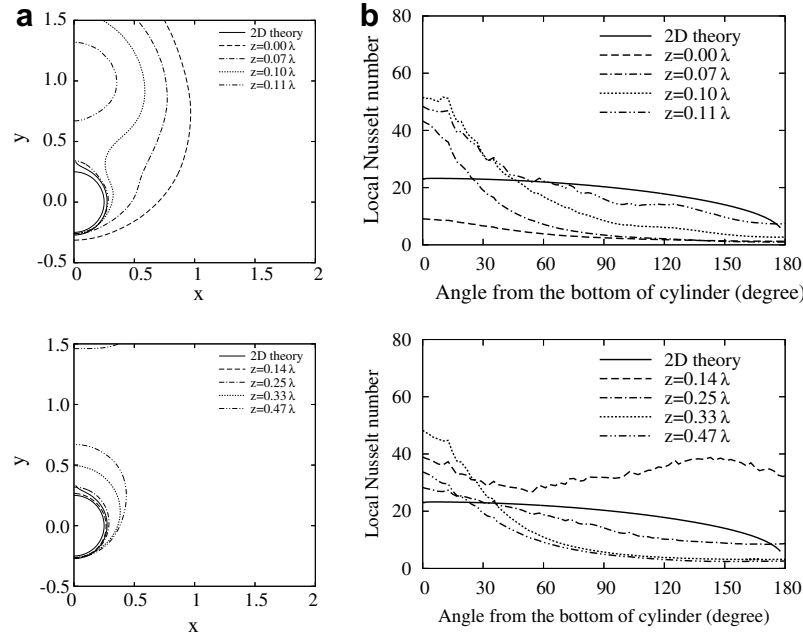 a
1.5
1.0
0.5
0.0
-0.5
y
0
0.5
1
1.5
2
x
2D theory
z=0.00 λ
z=0.07 λ
z=0.10 λ
z=0.11 λ
b
80
60
40
20
0
Local Nusselt number
0
30
60
90
120
150
180
Angle from the bottom of cylinder (degree)
2D theory
z=0.00 λ
z=0.07 λ
z=0.10 λ
z=0.11 λ
1.5
1.0
0.5
0.0
-0.5
y
0
0.5
1
1.5
2
x
2D theory
z=0.14 λ
z=0.25 λ
z=0.33 λ
z=0.47 λ
80
60
40
20
0
Local Nusselt number
0
30
60
90
120
150
180
Angle from the bottom of cylinder (degree)
2D theory
z=0.14 λ
z=0.25 λ
z=0.33 λ
z=0.47 λ